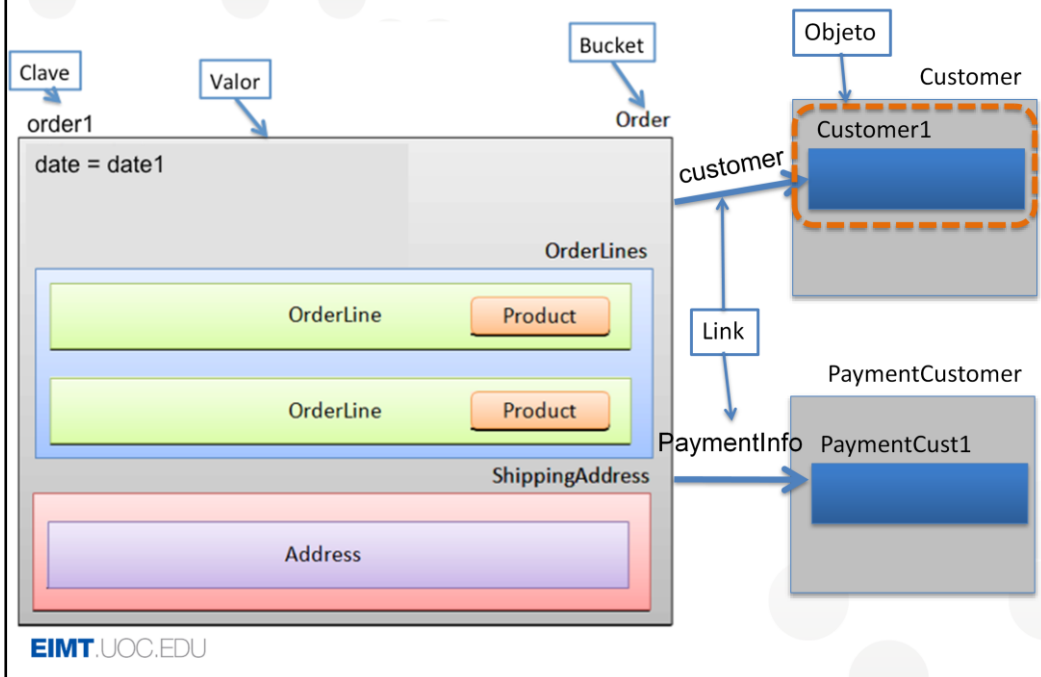 Clave
Valor
Bucket
Objeto
order1
Order
Customer
date = date1
customer
Customer1
OrderLines
OrderLine
Product
Link
OrderLine
Product
PaymentCustomer
PaymentInfo
PaymentCust1
ShippingAddress
Address
EIMT.UOC.EDU